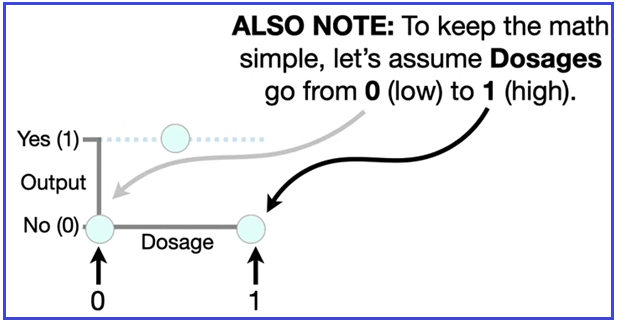 ALSO NOTE: To keep the math
simple, let’s assume Dosages
go from 0 (low) to 1 (high).
Yes (1)
Output
No (0)
Dosage
0
1